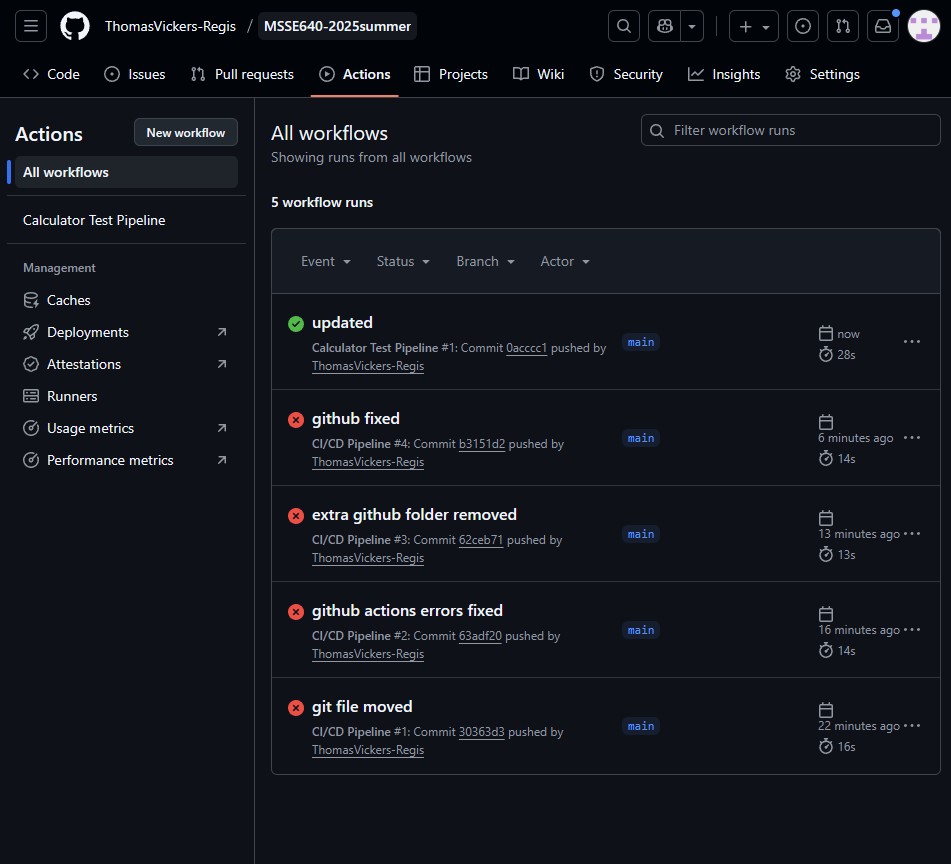 ThomasVickers-Regis / MSSE640-2025summer
Code Issues Pull requests Actions Projects Wiki Security Insights Settings
Actions
New workflow
All workflows
Calculator Test Pipeline
Management
Caches
Deployments
Attestations
Runners
Usage metrics
Performance metrics
All workflows
Showing runs from all workflows
Filter workflow runs
5 workflow runs
Event Status Branch Actor
updated
Calculator Test Pipeline #1: Commit 0acccc1 pushed by
ThomasVickers-Regis
main
now
28s
github fixed
CI/CD Pipeline #4: Commit b3151d2 pushed by
ThomasVickers-Regis
main
6 minutes ago
14s
extra github folder removed
CI/CD Pipeline #3: Commit 62ceb71 pushed by
ThomasVickers-Regis
main
13 minutes ago
13s
github actions errors fixed
CI/CD Pipeline #2: Commit 63adf20 pushed by
ThomasVickers-Regis
main
16 minutes ago
14s
git file moved
CI/CD Pipeline #1: Commit 30363d3 pushed by
ThomasVickers-Regis
main
22 minutes ago
16s